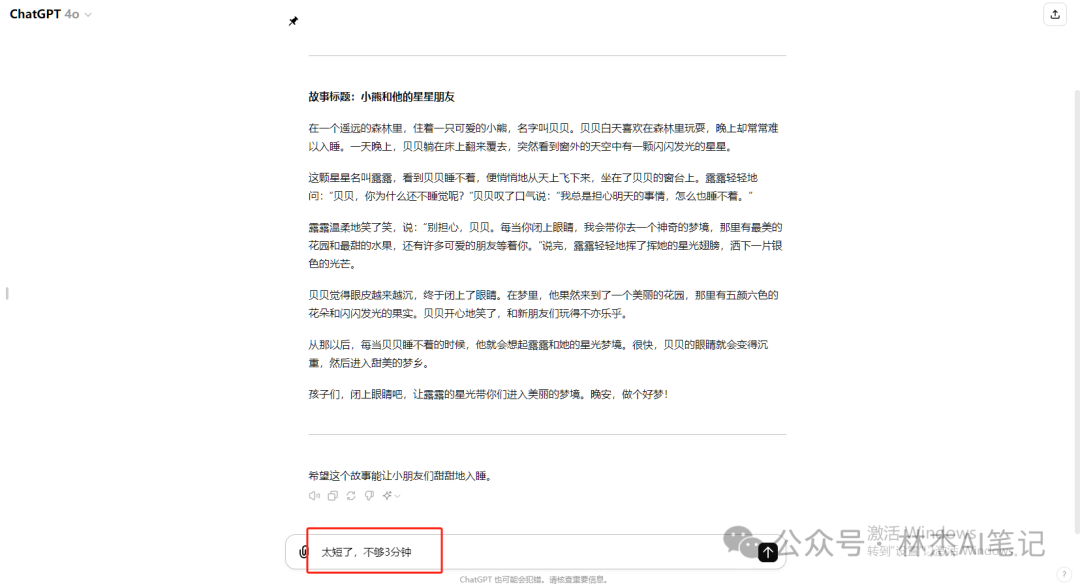 ChatGPT 4o
故事标题：小熊和他的星星朋友
在一个遥远的森林里，住着一只可爱的小熊，名字叫贝贝。贝贝白天喜欢在森林里玩耍，晚上却常常难
以入睡。一天晚上，贝贝躺在床上翻来覆去，突然看到窗外的天空中有一颗闪闪发光的星星。
这颗星星名叫露露，看到贝贝睡不着，便悄悄地从天上飞下来，坐在了贝贝的窗台上。露露轻轻地
问：“贝贝，你为什么还不睡觉呢？”贝贝叹了口气说：“我总是担心明天的事情，怎么也睡不着。”
露露温柔地笑了笑，说：“别担心，贝贝。每当你闭上眼睛，我会带你去一个神奇的梦境，那里有最美的
花园和最甜的水果，还有许多可爱的朋友等着你。”说完，露露轻轻地挥了挥她的星光翅膀，洒下一片银
色的光芒。
贝贝觉得眼皮越来越沉，终于闭上了眼睛。在梦里，他果然来到了一个美丽的花园，那里有五颜六色的
花朵和闪闪发光的果实。贝贝开心地笑了，和新朋友们玩得不亦乐乎。
从那以后，每当贝贝睡不着的时候，他就会想起露露和她的星光梦境。很快，贝贝的眼睛就会变得沉
重，然后进入甜美的梦乡。
孩子们，闭上眼睛吧，让露露的星光带你们进入美丽的梦境。晚安，做个好梦！
希望这个故事能让小朋友们甜甜地入睡。
太短了，不够3分钟
激活 Windows
转到“设置”以激活 Windows。
公众号 · 林杰AI笔记
ChatGPT 也可能会犯错。请核查重要信息。
?